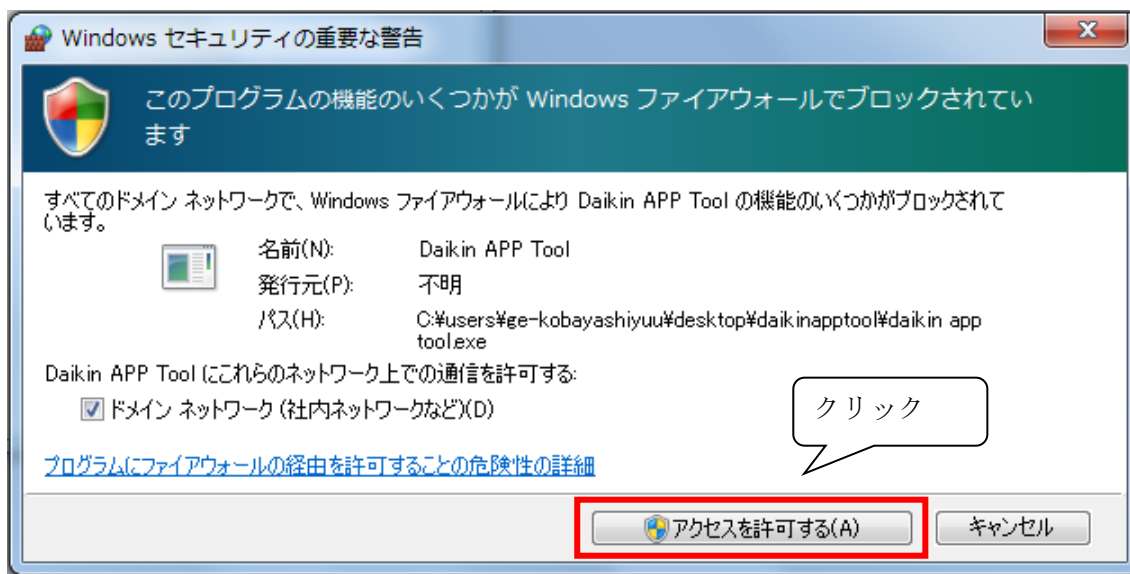 Windows セキュリティの重要な警告
このプログラムの機能のいくつかが Windows ファイアウォールでブロックされてい
ます
すべてのドメイン ネットワークで、Windows ファイアウォールにより Daikin APP Tool の機能のいくつかがブロックされて
います。
名前(N): Daikin APP Tool
発行元(P): 不明
パス(H): C:¥users¥ge-kobayashiyuu¥desktop¥daikinapptool¥daikin app
tool.exe
Daikin APP Tool にこれらのネットワーク上での通信を許可する:
ドメイン ネットワーク (社内ネットワークなど)(D)
クリック
プログラムにファイアウォールの経由を許可することの危険性の詳細
アクセスを許可する(A) キャンセル